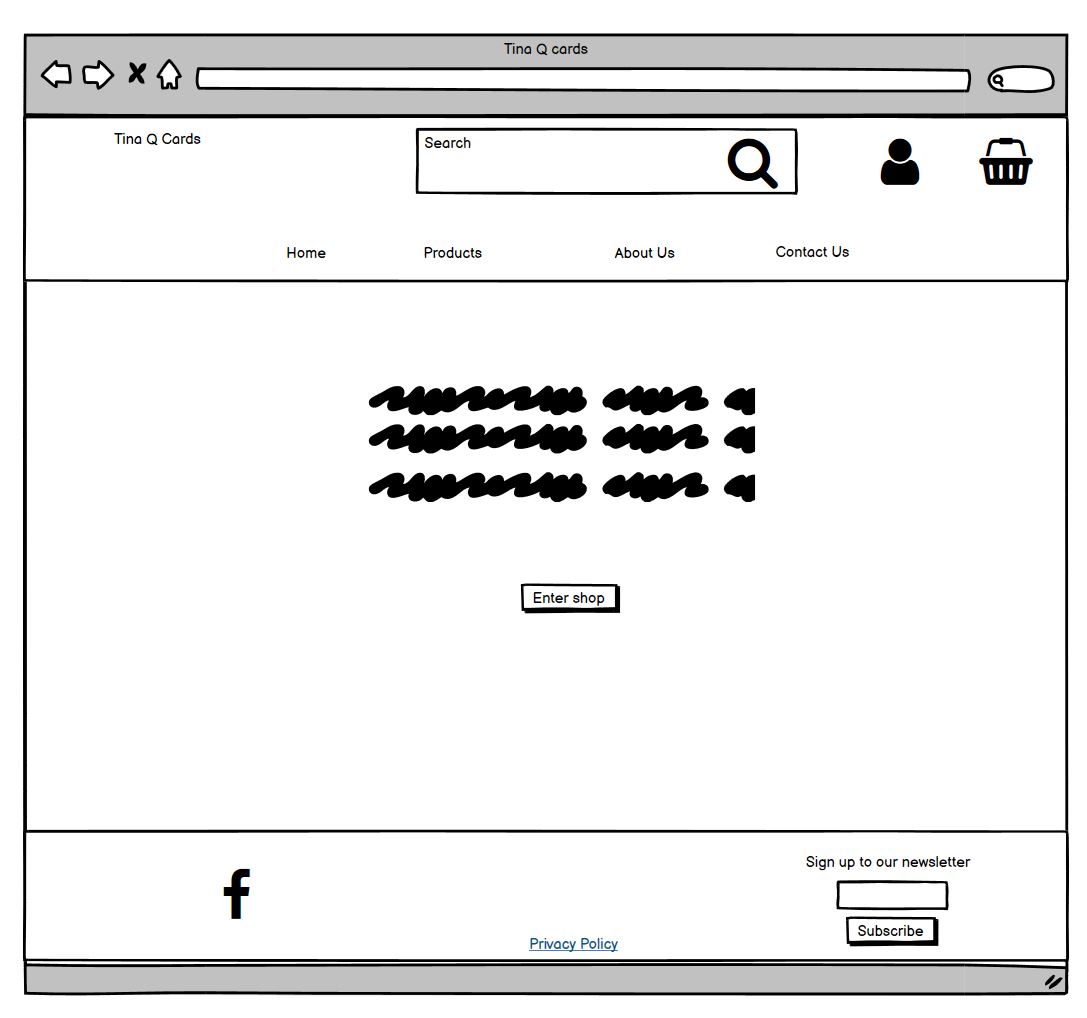 Tina Q cards
Tina Q Cards
Search
Home Products About Us Contact Us
Enter shop
Sign up to our newsletter
Subscribe
Privacy Policy